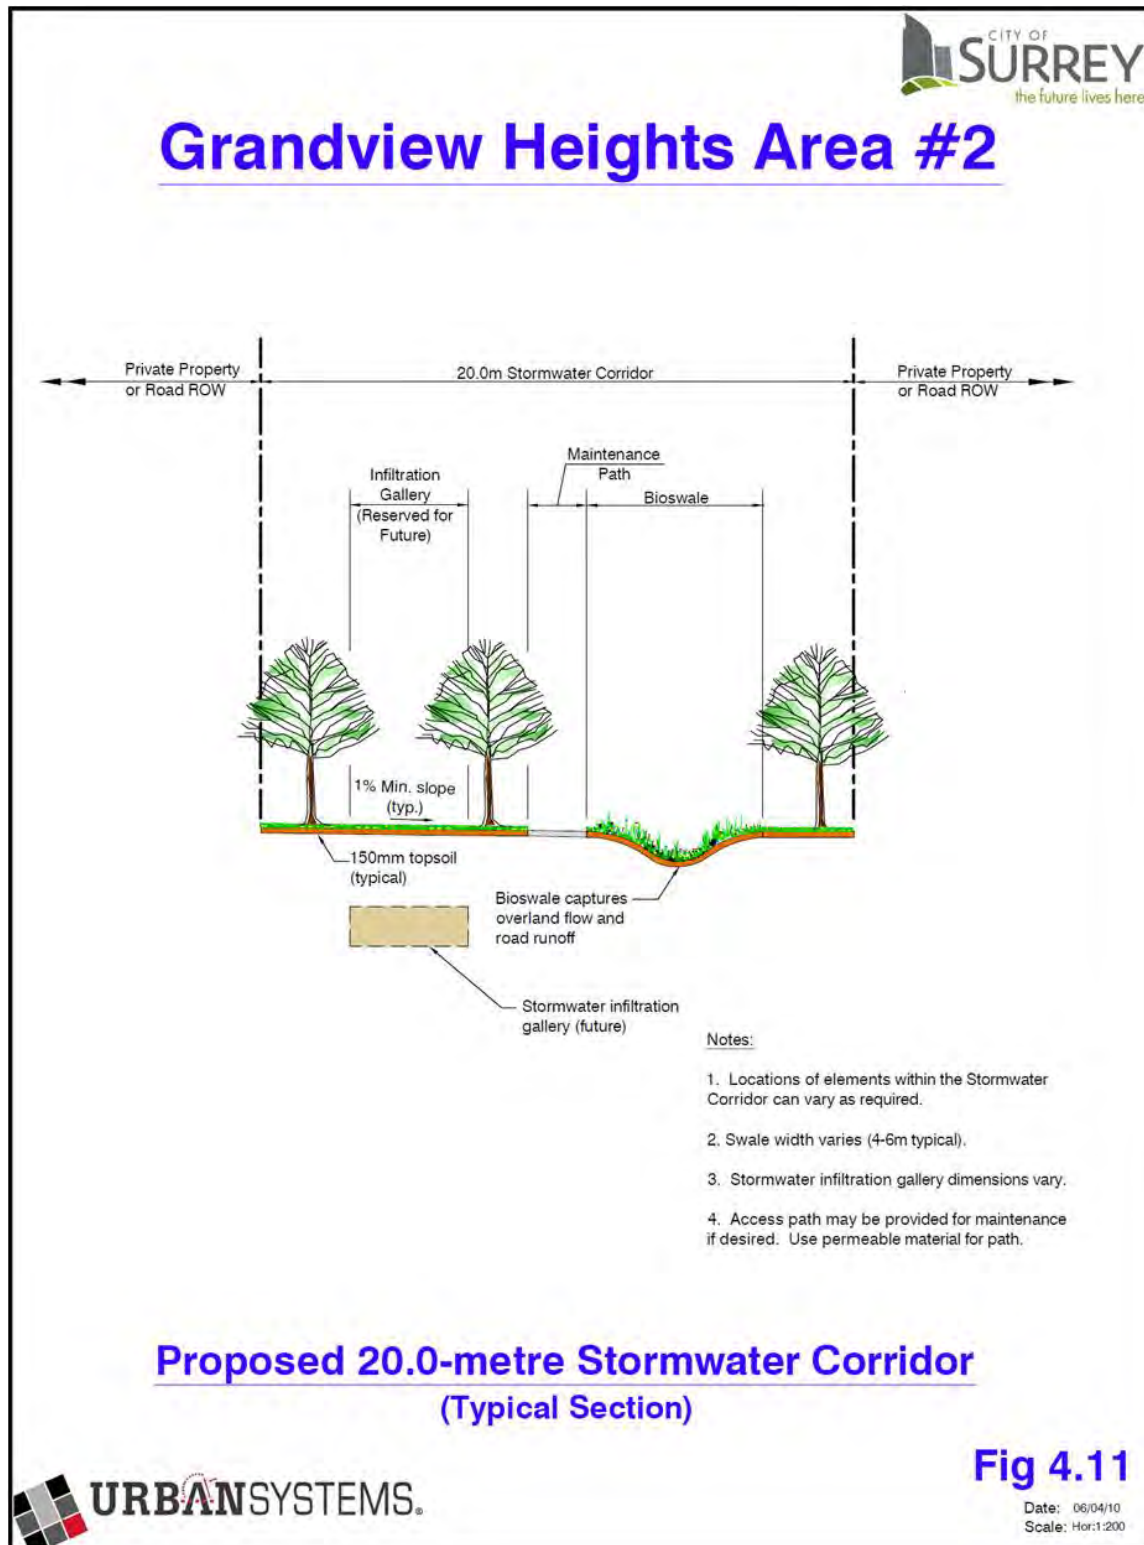 CITY OF
SURREY
the future lives here
Grandview Heights Area #2
Private Property
or Road ROW
20.0m Stormwater Corridor
Private Property
or Road ROW
Infiltration
Gallery
(Reserved for
Future)
Maintenance
Path
Bioswale
1% Min. slope
(typ.)
150mm topsoil
(typical)
Bioswale captures
overland flow and
road runoff
Stormwater infiltration
gallery (future)
Notes:
1. Locations of elements within the Stormwater
Corridor can vary as required.
2. Swale width varies (4-6m typical).
3. Stormwater infiltration gallery dimensions vary.
4. Access path may be provided for maintenance
if desired. Use permeable material for path.
Proposed 20.0-metre Stormwater Corridor
(Typical Section)
URBANSYSTEMS®
Fig 4.11
Date: 06/04/10
Scale: Hor:1:200